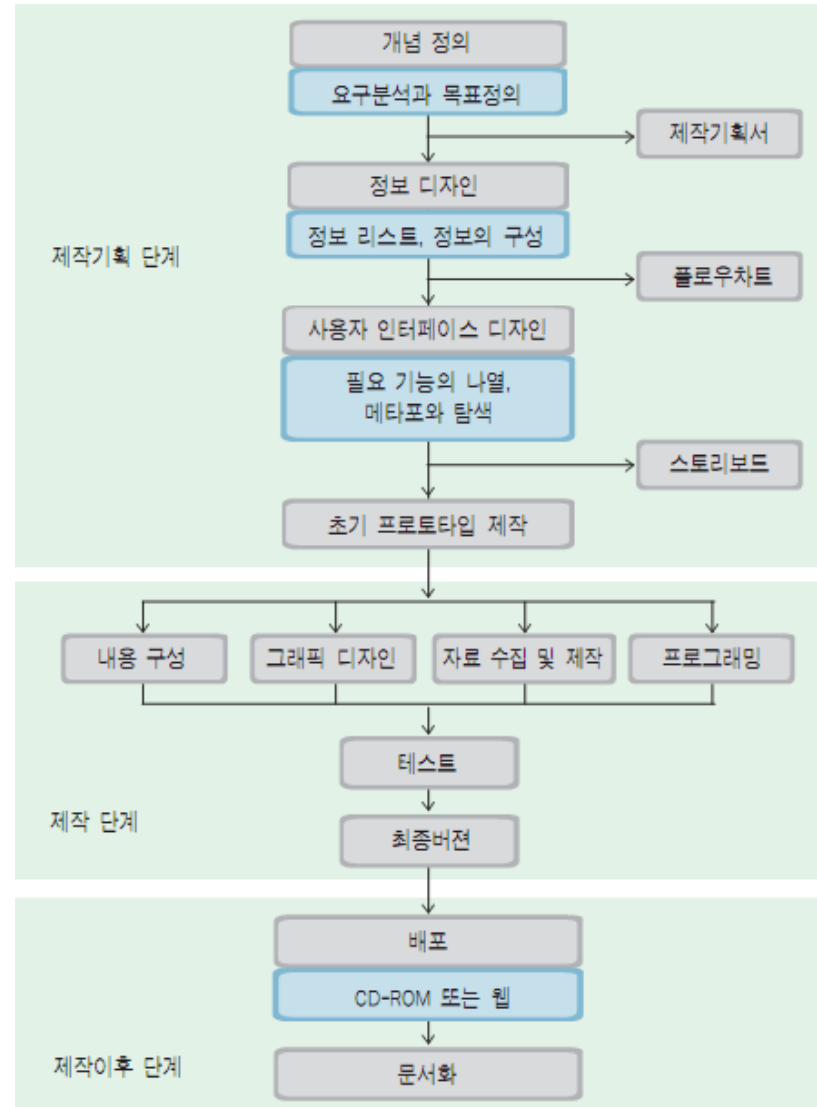 개념 정의
요구분석과 목표정의
제작기획서
정보 디자인
정보 리스트, 정보의 구성
제작기획 단계
플로우차트
사용자 인터페이스 디자인
필요 기능의 나열,
메타포와 탐색
스토리보드
초기 프로토타입 제작
내용 구성
그래픽 디자인
자료 수집 및 제작
프로그래밍
테스트
제작 단계
최종버젼
배포
CD-ROM 또는 웹
제작이후 단계
문서화